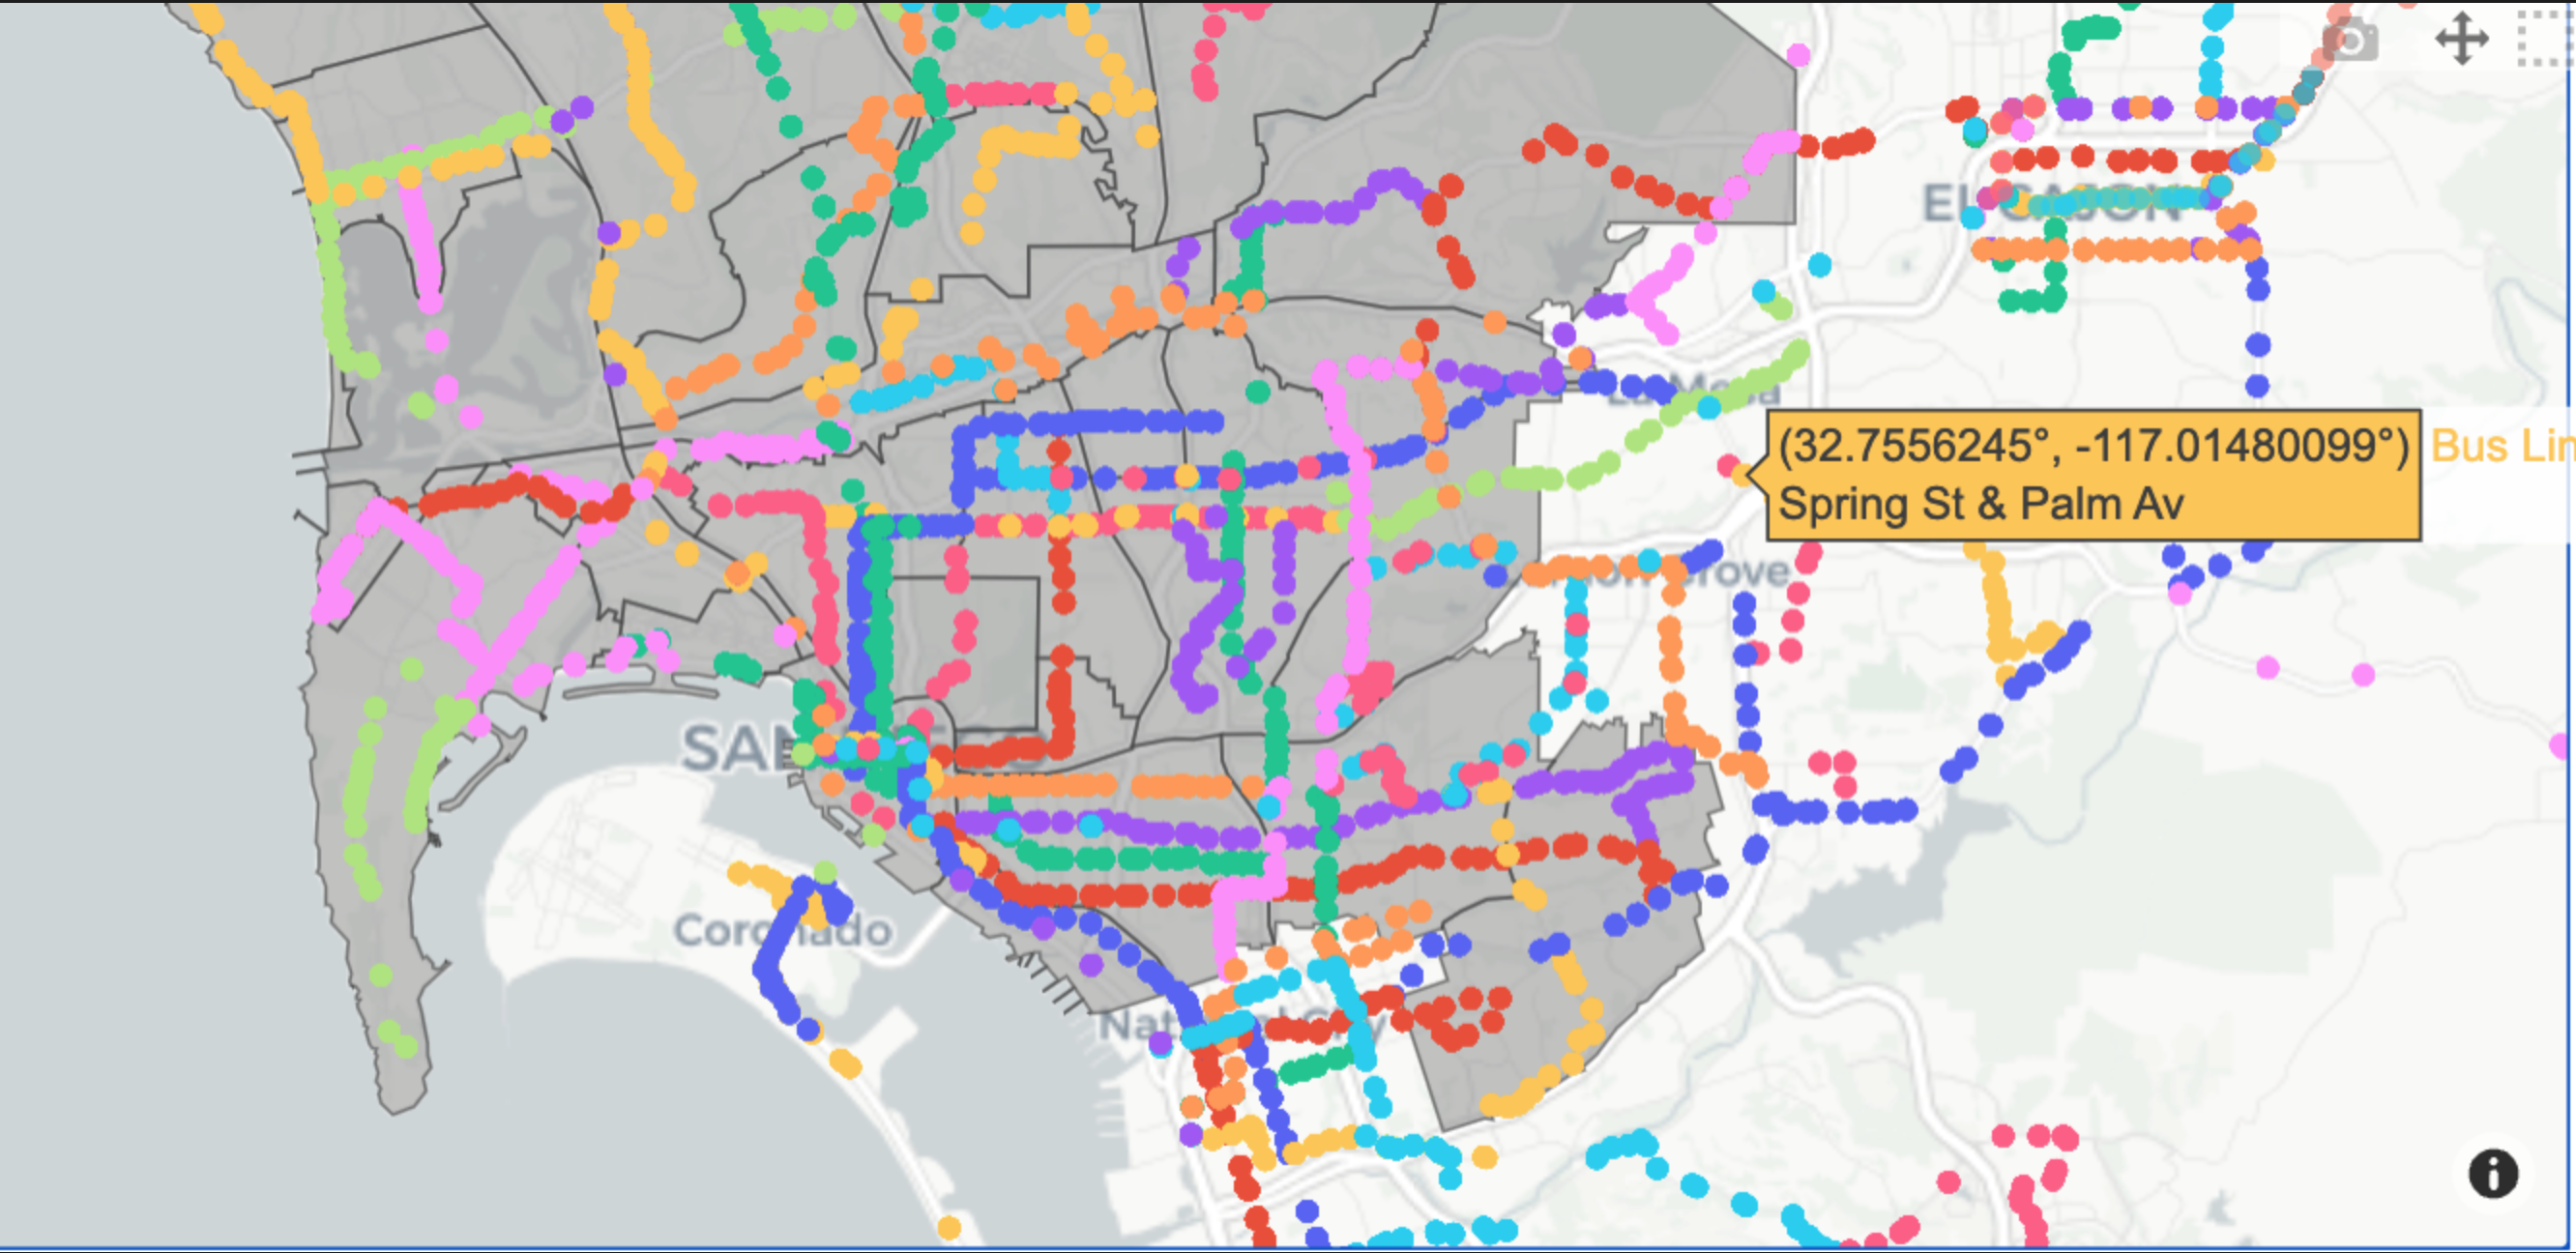 EL CAJON
La Mesa
(32.7556245°, -117.01480099°) Bus Lin
Spring St & Palm Av
Grove
SAN DIEGO
Coronado
National City